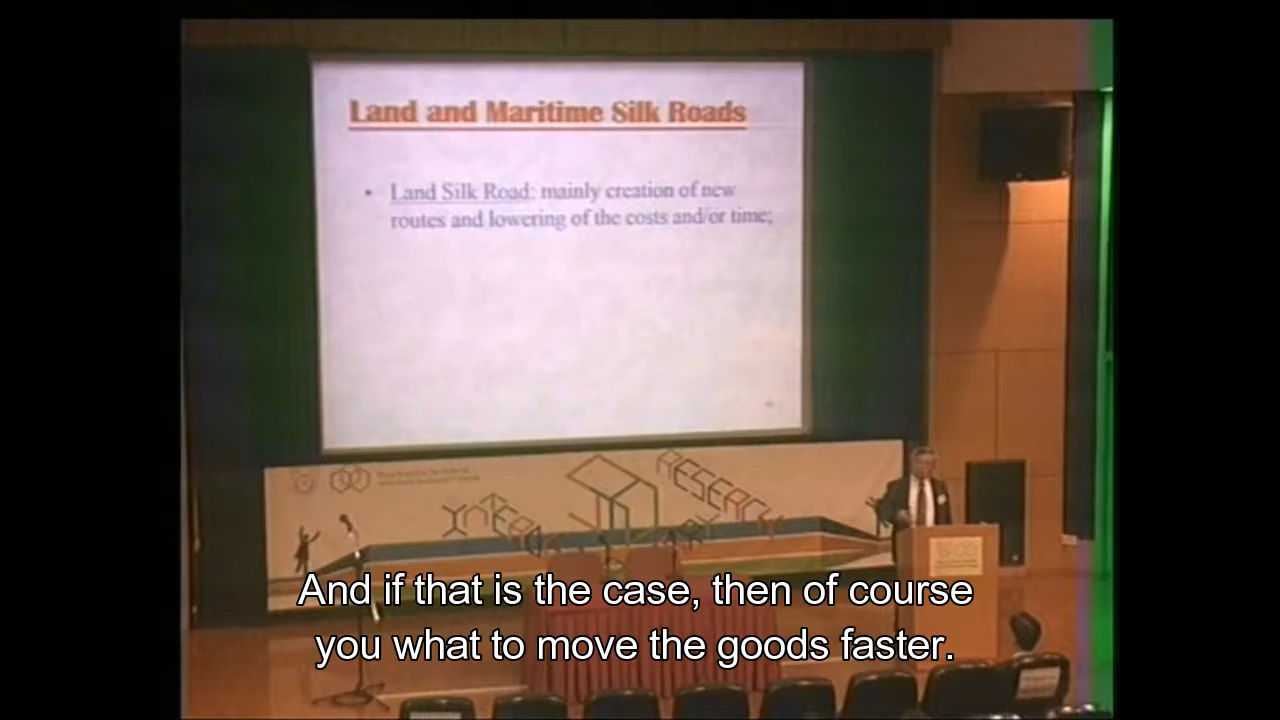 Land and Maritime Silk Roads
• Land Silk Road: mainly creation of new
routes and lowering of the costs and/or time;
RESEARCH
And if that is the case, then of course
you what to move the goods faster.